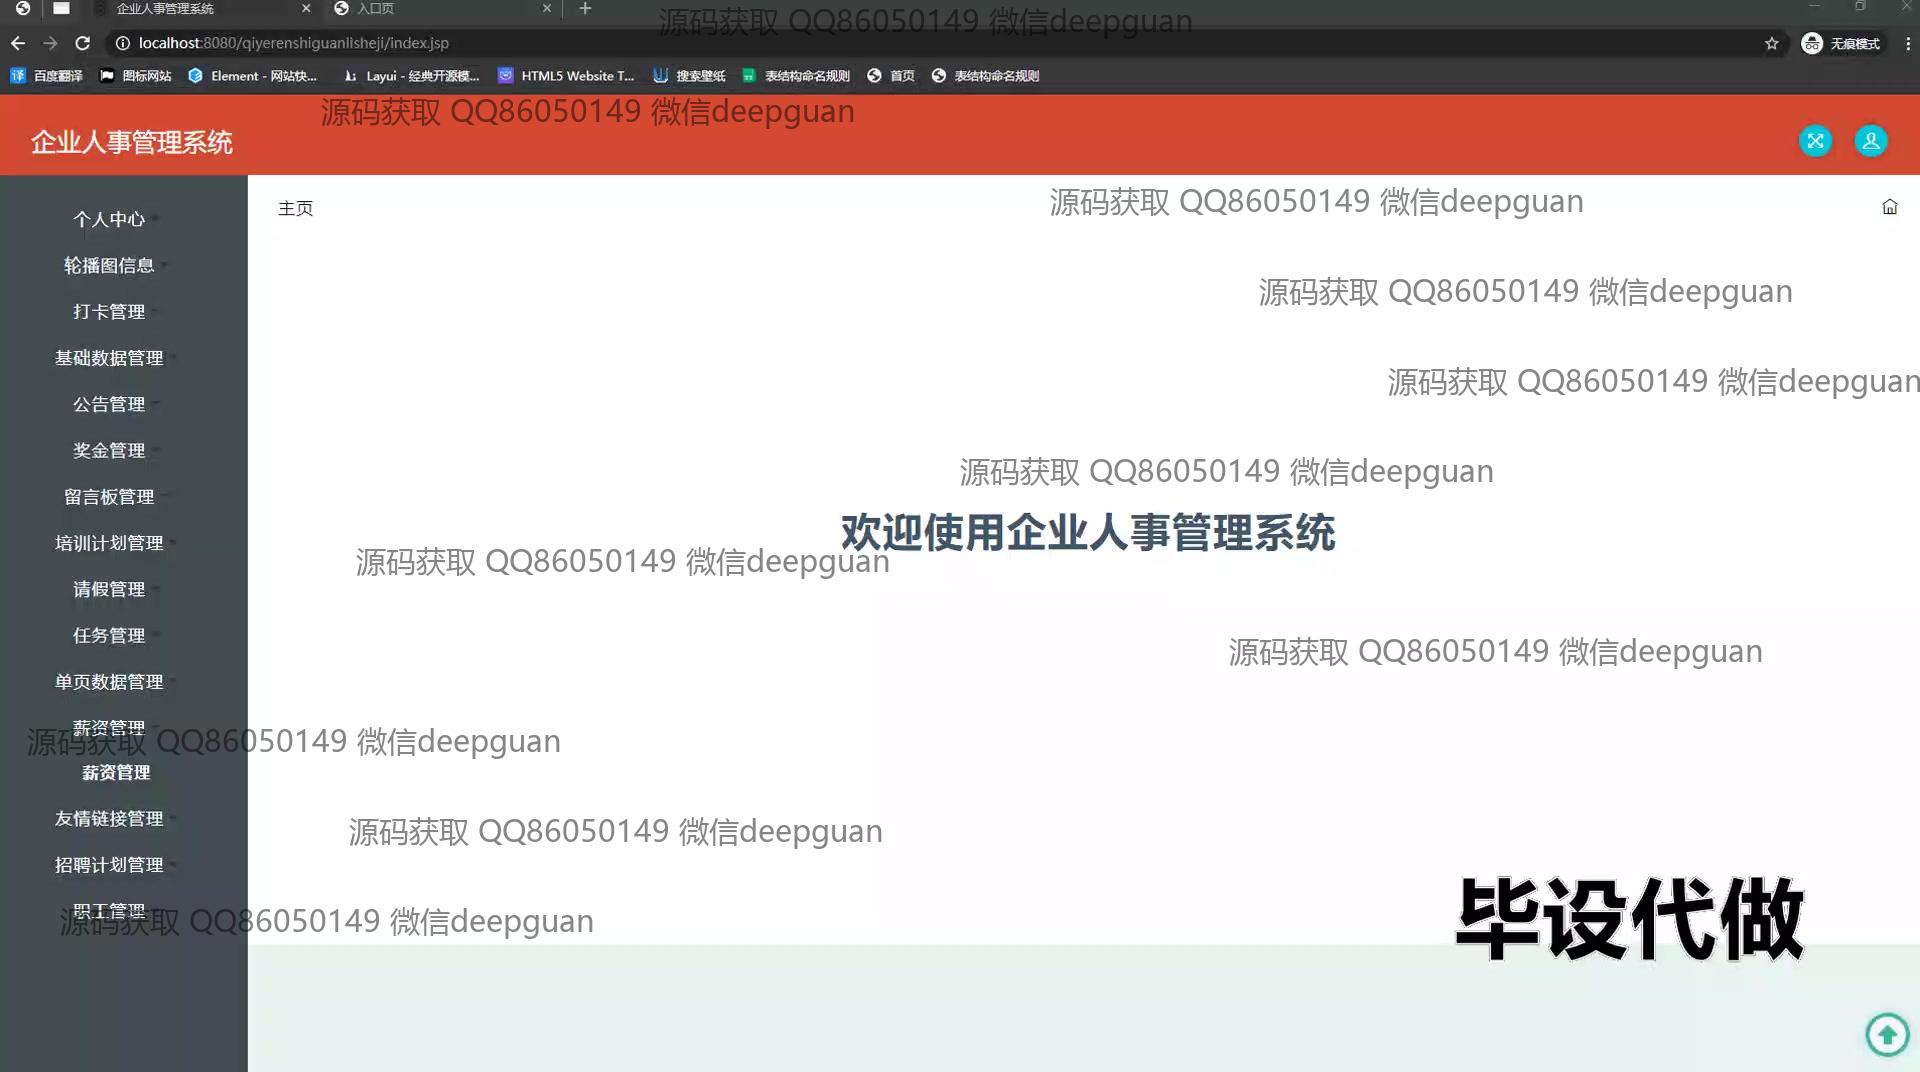 企业人事管理系统
入口页
源码获取 QQ86050149 微信deepguan
localhost:8080/qiyerenshiguanlisheji/index.jsp
无痕模式
百度翻译
图标网站
Element - 网站快...
Layui - 经典开源模...
HTML5 Website T...
搜索壁纸
表结构命名规则
首页
表结构命名规则
源码获取 QQ86050149 微信deepguan
企业人事管理系统
主页
源码获取 QQ86050149 微信deepguan
个人中心
轮播图信息
源码获取 QQ86050149 微信deepguan
打卡管理
基础数据管理
源码获取 QQ86050149 微信deepguan
公告管理
奖金管理
源码获取 QQ86050149 微信deepguan
留言板管理
欢迎使用企业人事管理系统
培训计划管理
源码获取 QQ86050149 微信deepguan
请假管理
任务管理
源码获取 QQ86050149 微信deepguan
单页数据管理
薪资管理
源码获取 QQ86050149 微信deepguan
薪资管理
友情链接管理
源码获取 QQ86050149 微信deepguan
招聘计划管理
职工管理
源码获取 QQ86050149 微信deepguan
毕设代做